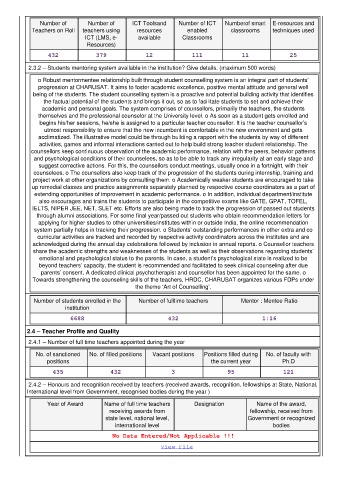 Number of Teachers on Roll | Number of teachers using ICT (LMS, e-Resources) | ICT Toolsand resources available | Number of ICT enabled Classrooms | Numberof smart classrooms | E-resources and techniques used
432 | 379 | 12 | 111 | 11 | 25
2.3.2 – Students mentoring system available in the institution? Give details. (maximum 500 words)
o Robust mentormentee relationship built through student counselling system is an integral part of students'
progression at CHARUSAT. It aims to foster academic excellence, positive mental attitude and general well
being of the students. The student counselling system is a proactive and potential building activity that identifies
the factual potential of the students and brings it out, so as to facilitate students to set and achieve their
academic and personal goals. The system comprises of counsellors, primarily the teachers, the students
themselves and the professional counselor at the University level. o As soon as a student gets enrolled and
begins his/her sessions, he/she is assigned to a particular teacher counsellor. It is the teacher counsellor's
utmost responsibility to ensure that the new incumbent is comfortable in the new environment and gets
acclimatized. The illustrative model could be through building a rapport with the students by way of different
activities, games and informal interactions carried out to help build strong teacher student relationship. The
counsellors keep continuous observation of the academic performance, relation with the peers, behavior patterns
and psychological conditions of their counselees, so as to be able to track any irregularity at an early stage and
suggest corrective actions. For this, the counsellors conduct meetings, usually once in a fortnight, with their
counselees. o The counsellors also keep track of the progression of the students during internship, training and
project work at other organizations by consulting them. o Academically weaker students are encouraged to take
up remedial classes and practice assignments separately planned by respective course coordinators as a part of
extending opportunities of improvement in academic performance. o In addition, individual department/institute
also encourages and trains the students to participate in the competitive exams like GATE, GPAT, TOFEL,
IELTS, NPTER,JEE, NET, SLET etc. Efforts are also being made to track the progression of passed out students
through alumni associations. For some final year/passed out students who obtain recommendation letters for
applying for higher studies to other universities/institutes within or outside India, the online recommendation
system partially helps in tracking their progression. o Students' outstanding performances in other extra and co
curricular activities are tracked and recorded by respective activity coordinators across the institutes and are
acknowledged during the annual day celebrations followed by inclusion in annual reports. o Counsellor teachers
share the academic strengths and weaknesses of the students as well as their observations regarding students'
emotional and psychological status to the parents. In case, a student's psychological state is realized to be
beyond teachers' capacity, the student is recommended and facilitated to seek clinical counseling after due
parents' consent. A dedicated clinical psychotherapist and counsellor has been appointed for the same. o
Towards strengthening the counseling skills of the teachers, HRDC, CHARUSAT organizes various FDPs under
the theme 'Art of Counselling'.
Number of students enrolled in the institution | Number of fulltime teachers | Mentor : Mentee Ratio
6688 | 432 | 1:16
2.4 – Teacher Profile and Quality
2.4.1 – Number of full time teachers appointed during the year
No. of sanctioned positions | No. of filled positions | Vacant positions | Positions filled during the current year | No. of faculty with Ph.D
435 | 432 | 3 | 95 | 121
2.4.2 – Honours and recognition received by teachers (received awards, recognition, fellowships at State, National,
International level from Government, recognised bodies during the year )
Year of Award | Name of full time teachers receiving awards from state level, national level, international level | Designation | Name of the award, fellowship, received from Government or recognized bodies
No Data Entered/Not Applicable !!!
View File